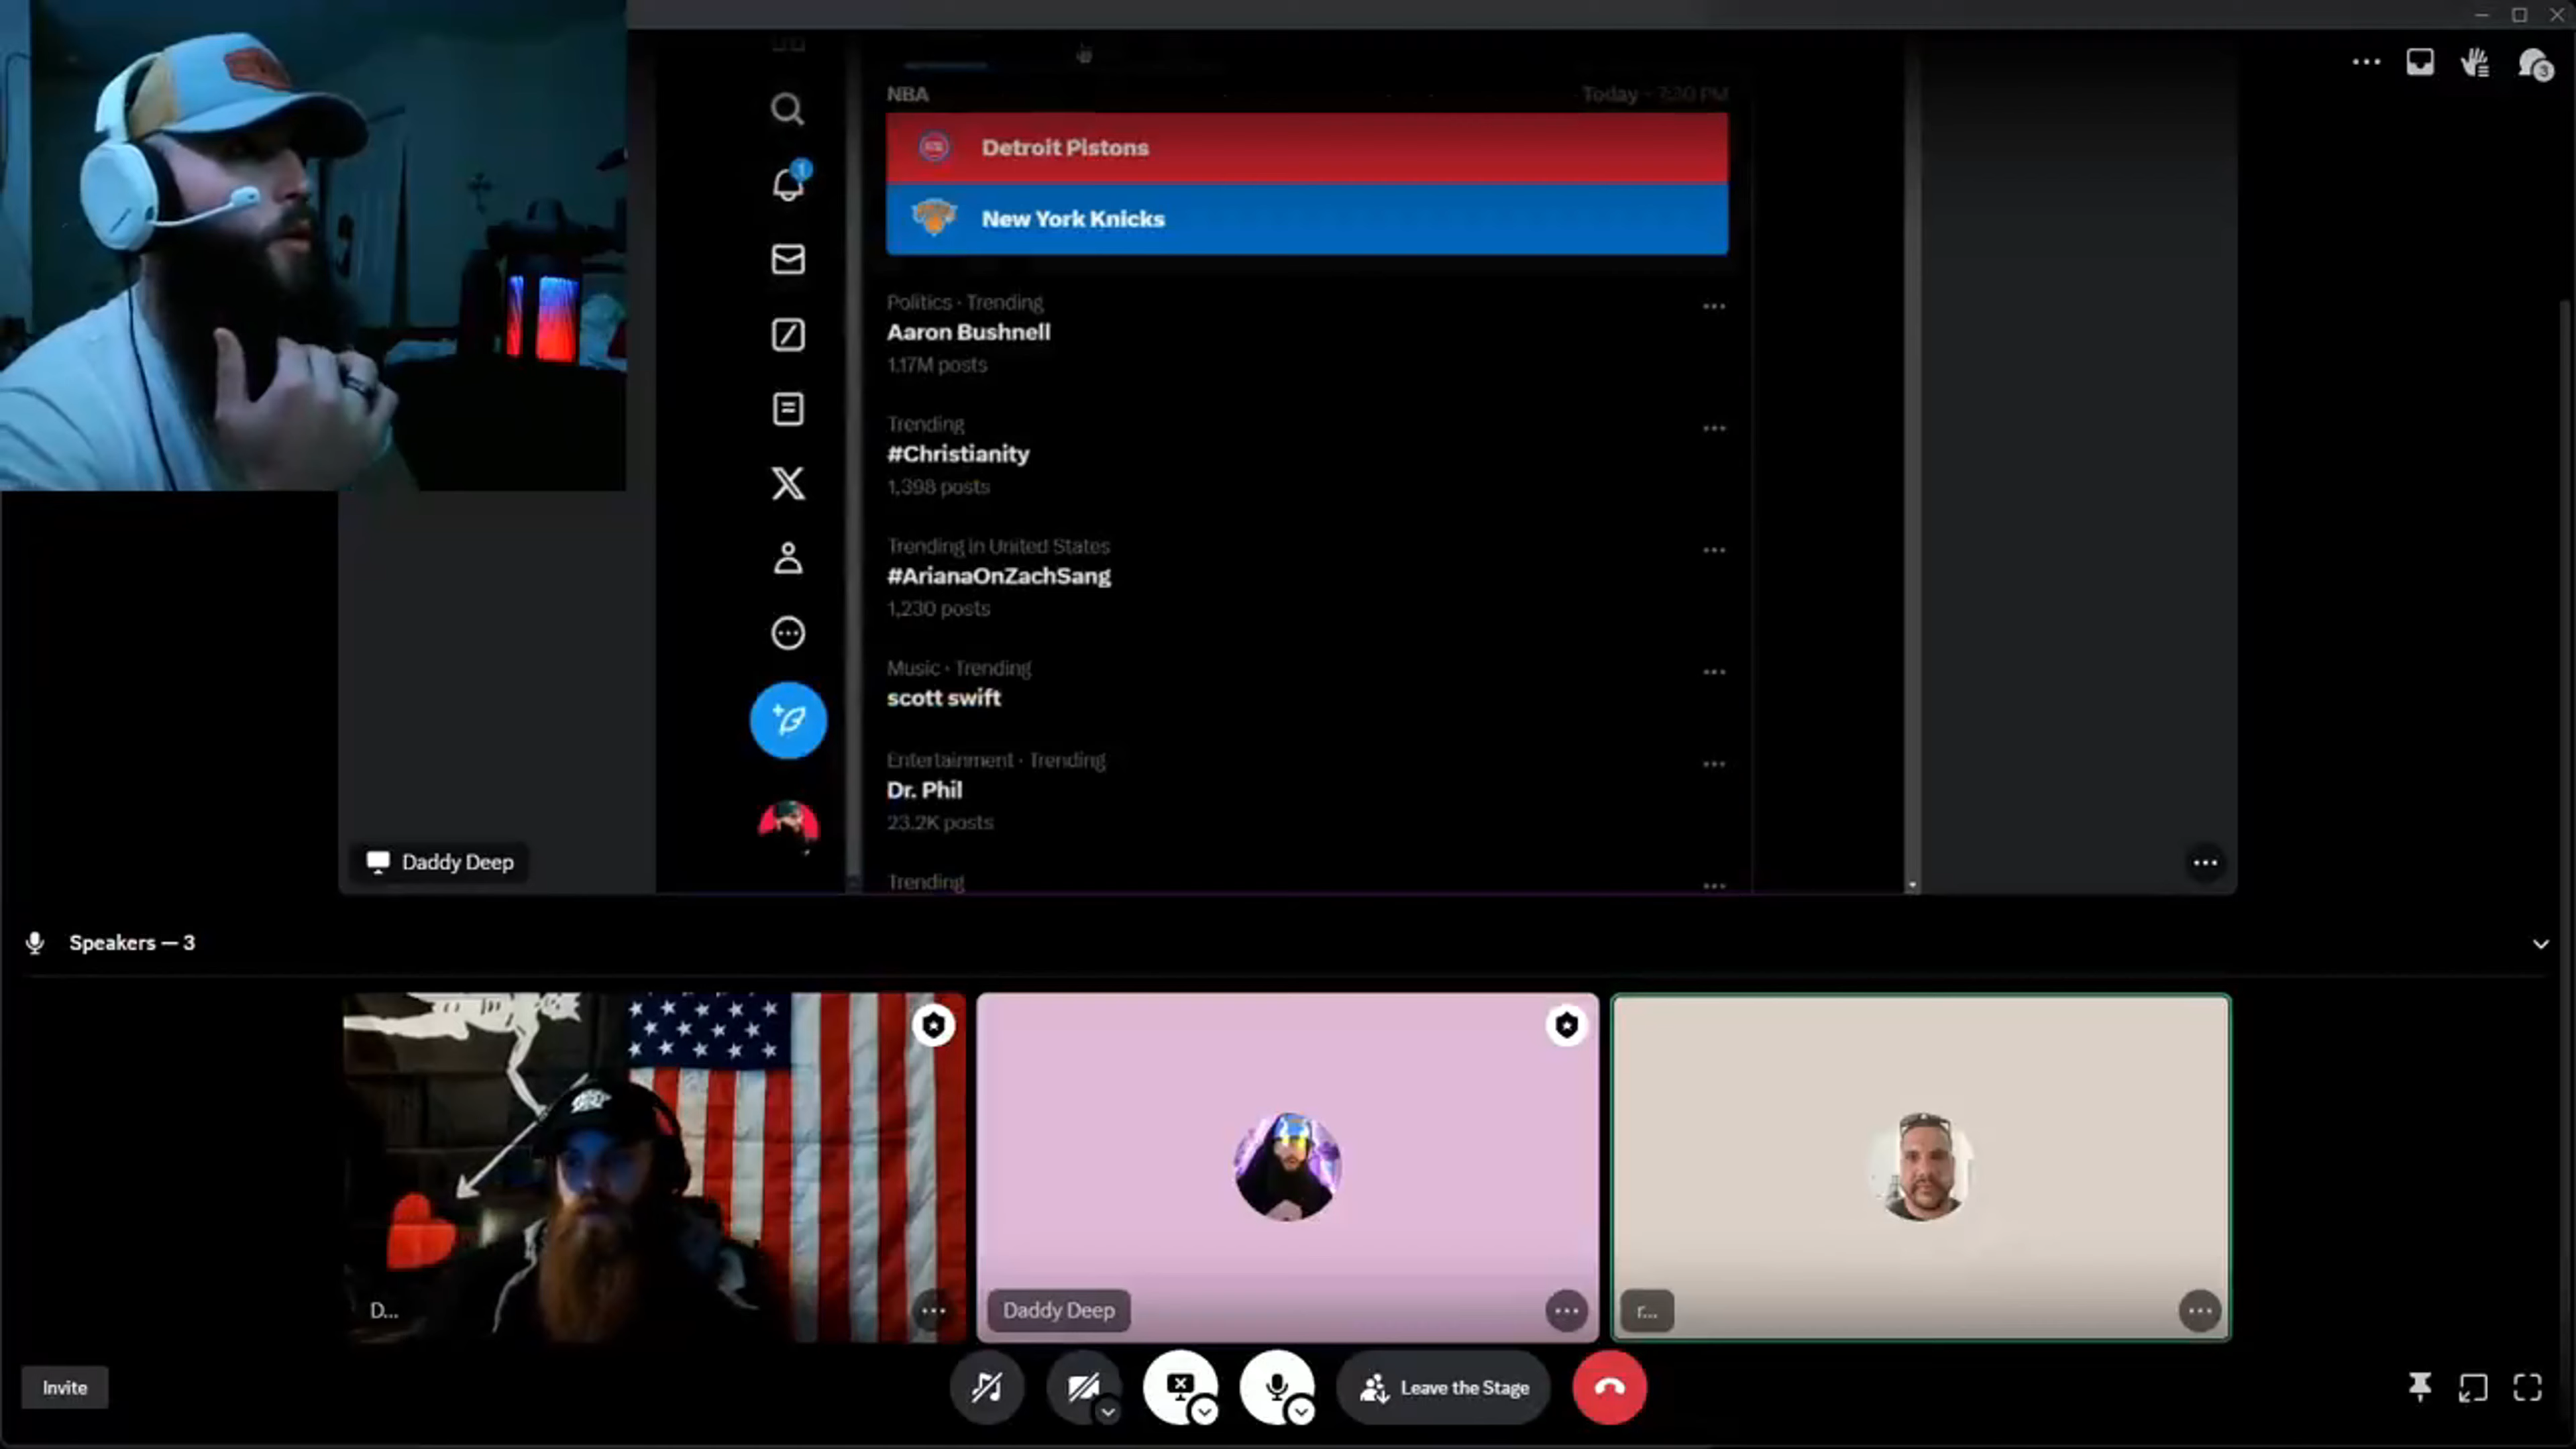 NBA
Today - 7:30 PM
Detroit Pistons
New York Knicks
Politics · Trending
Aaron Bushnell
1.17M posts
Trending
#Christianity
1,398 posts
Trending in United States
#ArianaOnZachSang
1,230 posts
Music · Trending
scott swift
Entertainment · Trending
Dr. Phil
23.2K posts
Trending
1
3
Daddy Deep
Speakers — 3
D...
Daddy Deep
r...
Invite
Leave the Stage